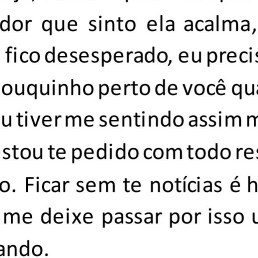 dor que sinto ela acalma,
fico desesperado, eu precis
ouquinho perto de você qua
u tiver me sentindo assim m
stou te pedido com todo res
o. Ficar sem te notícias é h
me deixe passar por isso u
ando.